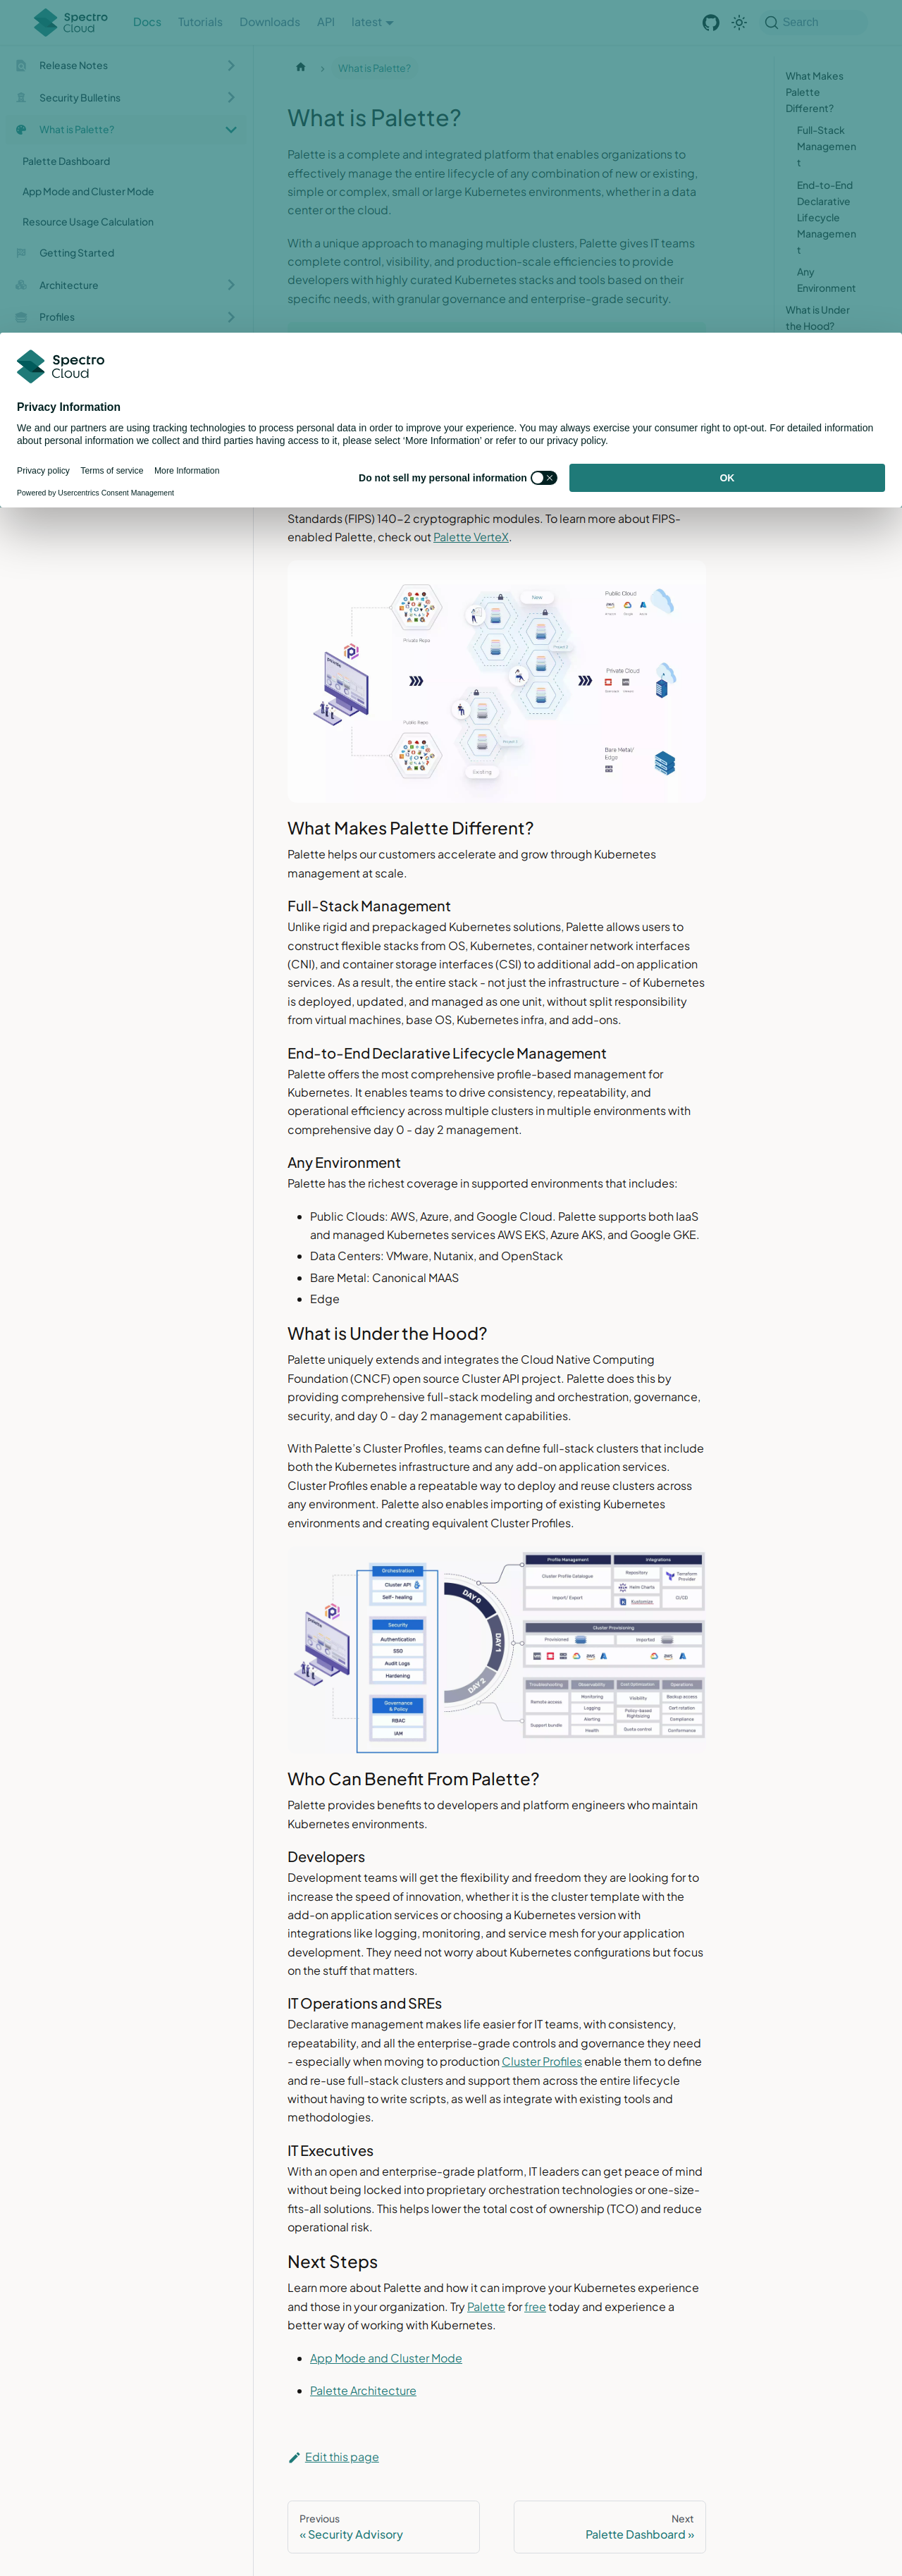 Spectro Cloud
Docs
Tutorials
Downloads
API
latest
Search
Release Notes
Security Bulletins
What is Palette?
Palette Dashboard
App Mode and Cluster Mode
Resource Usage Calculation
Getting Started
Architecture
Profiles
What is Palette?
What is Palette?
Palette is a complete and integrated platform that enables organizations to
effectively manage the entire lifecycle of any combination of new or existing,
simple or complex, small or large Kubernetes environments, whether in a data
center or the cloud.
With a unique approach to managing multiple clusters, Palette gives IT teams
complete control, visibility, and production-scale efficiencies to provide
developers with highly curated Kubernetes stacks and tools based on their
specific needs, with granular governance and enterprise-grade security.
What Makes
Palette
Different?
Full-Stack
Managemen
t
End-to-End
Declarative
Lifecycle
Managemen
t
Any
Environment
What is Under
the Hood?
Spectro
Cloud
Privacy Information
We and our partners are using tracking technologies to process personal data in order to improve your experience. You may always exercise your consumer right to opt-out. For detailed information
about personal information we collect and third parties having access to it, please select ‘More Information’ or refer to our privacy policy.
Privacy policy
Terms of service
More Information
Do not sell my personal information
OK
Powered by Usercentrics Consent Management
Standards (FIPS) 140-2 cryptographic modules. To learn more about FIPS-
enabled Palette, check out Palette VerteX.
New
Public Cloud
Private Repo
Private Cloud
Public Repo
Existing
Bare Metal/
Edge
What Makes Palette Different?
Palette helps our customers accelerate and grow through Kubernetes
management at scale.
Full-Stack Management
Unlike rigid and prepackaged Kubernetes solutions, Palette allows users to
construct flexible stacks from OS, Kubernetes, container network interfaces
(CNI), and container storage interfaces (CSI) to additional add-on application
services. As a result, the entire stack - not just the infrastructure - of Kubernetes
is deployed, updated, and managed as one unit, without split responsibility
from virtual machines, base OS, Kubernetes infra, and add-ons.
End-to-End Declarative Lifecycle Management
Palette offers the most comprehensive profile-based management for
Kubernetes. It enables teams to drive consistency, repeatability, and
operational efficiency across multiple clusters in multiple environments with
comprehensive day 0 - day 2 management.
Any Environment
Palette has the richest coverage in supported environments that includes:
Public Clouds: AWS, Azure, and Google Cloud. Palette supports both IaaS
and managed Kubernetes services AWS EKS, Azure AKS, and Google GKE.
Data Centers: VMware, Nutanix, and OpenStack
Bare Metal: Canonical MAAS
Edge
What is Under the Hood?
Palette uniquely extends and integrates the Cloud Native Computing
Foundation (CNCF) open source Cluster API project. Palette does this by
providing comprehensive full-stack modeling and orchestration, governance,
security, and day 0 - day 2 management capabilities.
With Palette’s Cluster Profiles, teams can define full-stack clusters that include
both the Kubernetes infrastructure and any add-on application services.
Cluster Profiles enable a repeatable way to deploy and reuse clusters across
any environment. Palette also enables importing of existing Kubernetes
environments and creating equivalent Cluster Profiles.
Orchestration
Cluster API
Self- healing
Security
Authentication
SSO
Audit Logs
Hardening
Governance
& Policy
RBAC
IAM
DAY 0
DAY 1
DAY 2
Profile Management
Integrations
Cluster Profile Catalogue
Repository
Terraform
Provider
Helm Charts
Import/ Export
Kustomize
CI/CD
Cluster Provisioning
Provisioned
Imported
Troubleshooting
Observability
Cost Optimization
Operations
Remote access
Monitoring
Visibility
Backup access
Logging
Policy-based
Rightsizing
Cert rotation
Support bundle
Alerting
Compliance
Health
Quota control
Conformance
Who Can Benefit From Palette?
Palette provides benefits to developers and platform engineers who maintain
Kubernetes environments.
Developers
Development teams will get the flexibility and freedom they are looking for to
increase the speed of innovation, whether it is the cluster template with the
add-on application services or choosing a Kubernetes version with
integrations like logging, monitoring, and service mesh for your application
development. They need not worry about Kubernetes configurations but focus
on the stuff that matters.
IT Operations and SREs
Declarative management makes life easier for IT teams, with consistency,
repeatability, and all the enterprise-grade controls and governance they need
- especially when moving to production Cluster Profiles enable them to define
and re-use full-stack clusters and support them across the entire lifecycle
without having to write scripts, as well as integrate with existing tools and
methodologies.
IT Executives
With an open and enterprise-grade platform, IT leaders can get peace of mind
without being locked into proprietary orchestration technologies or one-size-
fits-all solutions. This helps lower the total cost of ownership (TCO) and reduce
operational risk.
Next Steps
Learn more about Palette and how it can improve your Kubernetes experience
and those in your organization. Try Palette for free today and experience a
better way of working with Kubernetes.
App Mode and Cluster Mode
Palette Architecture
Edit this page
Previous
« Security Advisory
Next
Palette Dashboard »